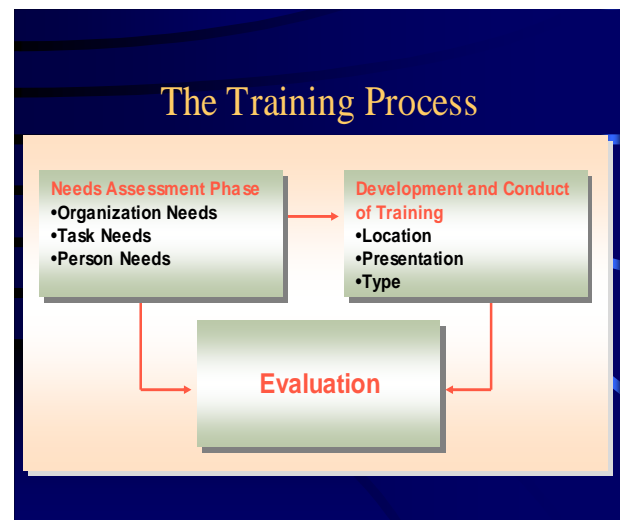 The Training Process
Needs Assessment Phase
•Organization Needs
•Task Needs
•Person Needs
Development and Conduct
of Training
•Location
•Presentation
•Type
Evaluation